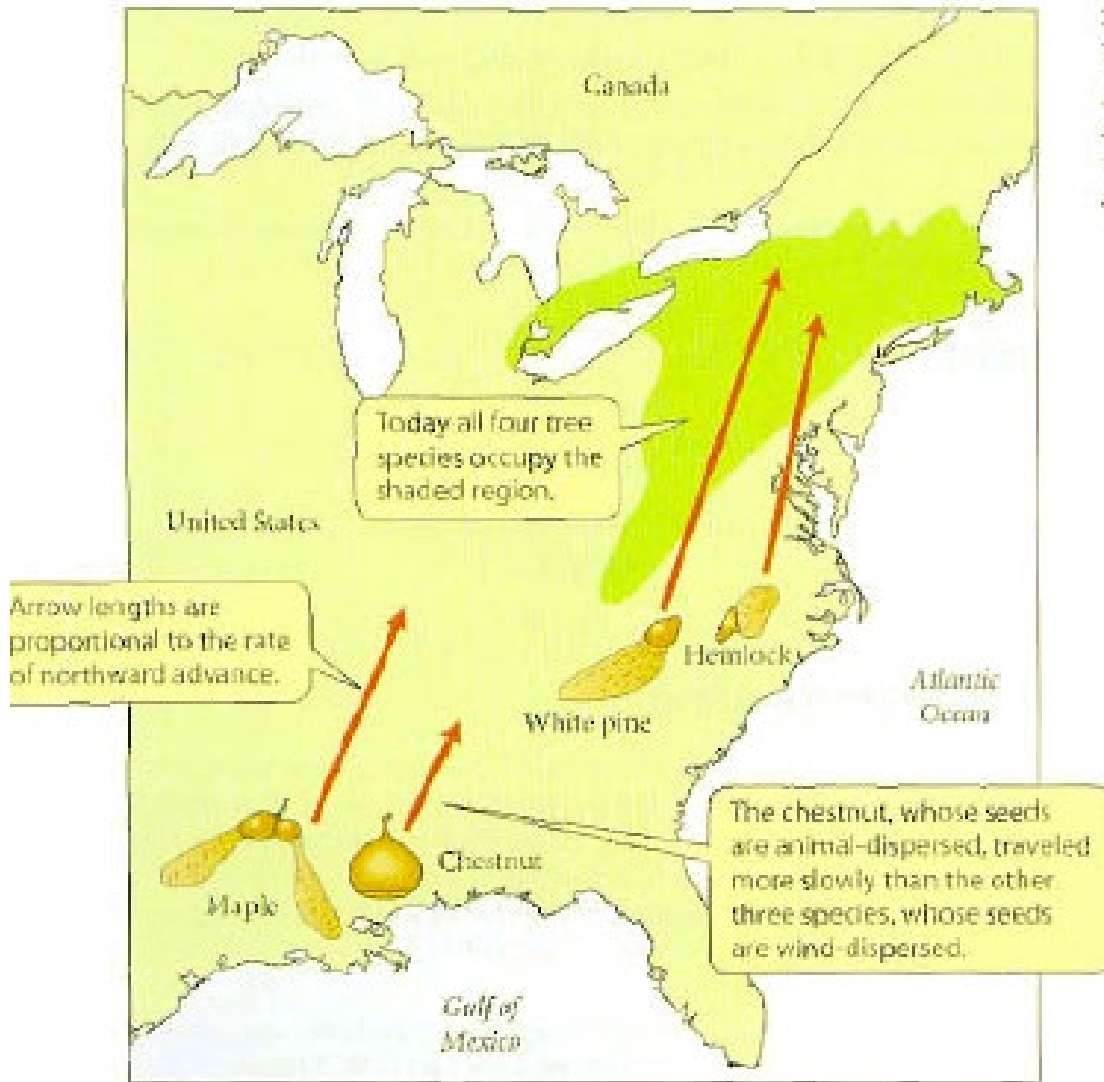 Canada
Today all four tree
species occupy the
shaded region.
United States
Arrow lengths are
proportional to the rate
of northward advance.
Hemlock
White pine
Atlantic
Ocean
The chestnut, whose seeds
are animal-dispersed, traveled
more slowly than the other
three species, whose seeds
are wind-dispersed.
Chestnut
Maple
Gulf of
Mexico